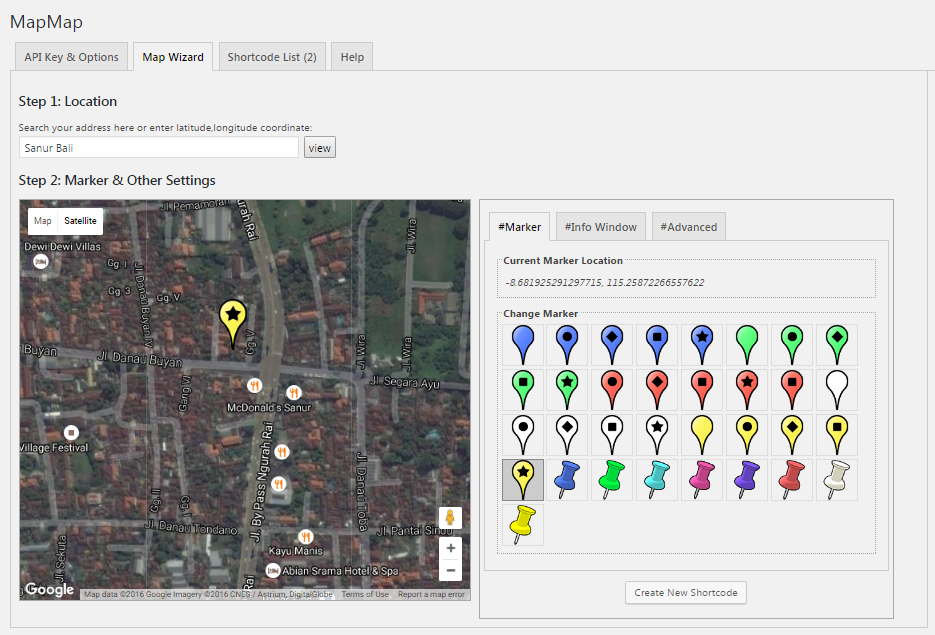 MapMap
API Key & Options
Map Wizard
Shortcode List (2)
Help
Step 1: Location
Search your address here or enter latitude,longitude coordinate:
Sanur Bali
view
Step 2: Marker & Other Settings
Map
Satellite
Jl. Pemamoran
Ngurah Rai
Jl. Wira
Dewi Dewi Villas
Gg. I
Gg. 3
Gg. V
Jl. Danau Buyan IV
Gg. V
Buyan
Jl. Danau Buyan
Jl. Wira
Jl. Wira
Gang VI
Jl. Segara Ayu
McDonald's Sanur
Village Festival
Jl. By Pass Ngurah Rai
Jl. Danau Toba
Gg. II
Gg. I
Jl. Danau Tondano
Jl. Pantai Sindu
Kayu Manis
Jl. Sekuta
Abian Srama Hotel & Spa
Rai
Google
Map data ©2016 Google Imagery ©2016 CNES / Astrium, DigitalGlobe
Terms of Use
Report a map error
#Marker
#Info Window
#Advanced
Current Marker Location
-8.681925291297715, 115.25872266557622
Change Marker
Create New Shortcode